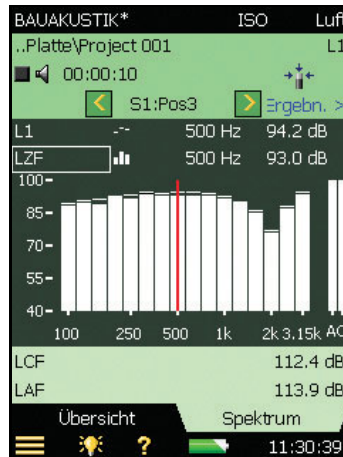 BAUAKUSTIK* ISO Luf
..Platte\Project 001 L1
00:00:10
< S1:Pos3 > Ergebn. >
L1 500 Hz 94.2 dB
LZF 500 Hz 93.0 dB
100-
85-
70-
55-
40-
100 250 500 1k 2k 3.15k AC
LCF 112.4 dB
LAF 113.9 dB
Übersicht Spektrum
? 11:30:39